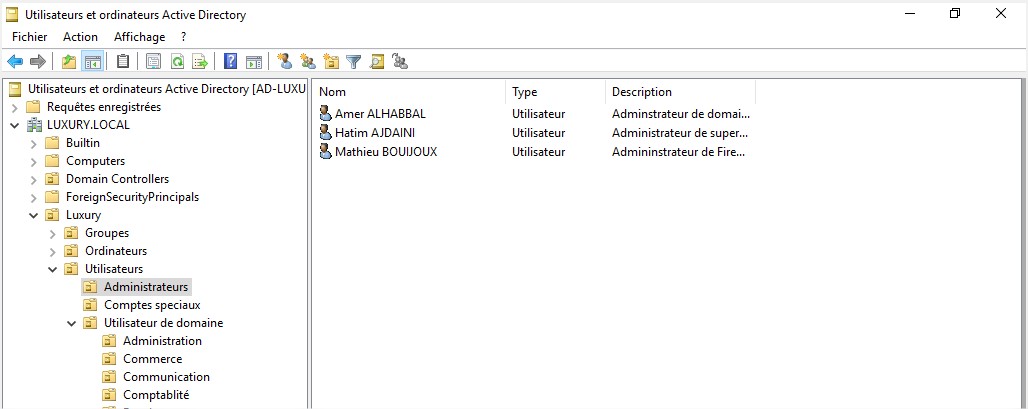 Utilisateurs et ordinateurs Active Directory
Fichier Action Affichage ?
Utilisateurs et ordinateurs Active Directory [AD-LUXU
Requêtes enregistrées
LUXURY.LOCAL
Builtin
Computers
Domain Controllers
ForeignSecurityPrincipals
Luxury
Groupes
Ordinateurs
Utilisateurs
Administrateurs
Comptes speciaux
Utilisateur de domaine
Administration
Commerce
Communication
Comptablité
Nom Type Description
Amer ALHABBAL Utilisateur Adminstrateur de domai...
Hatim AJDAINI Utilisateur Administrateur de super...
Mathieu BOUIJOUX Utilisateur Admininstrateur de Fire...